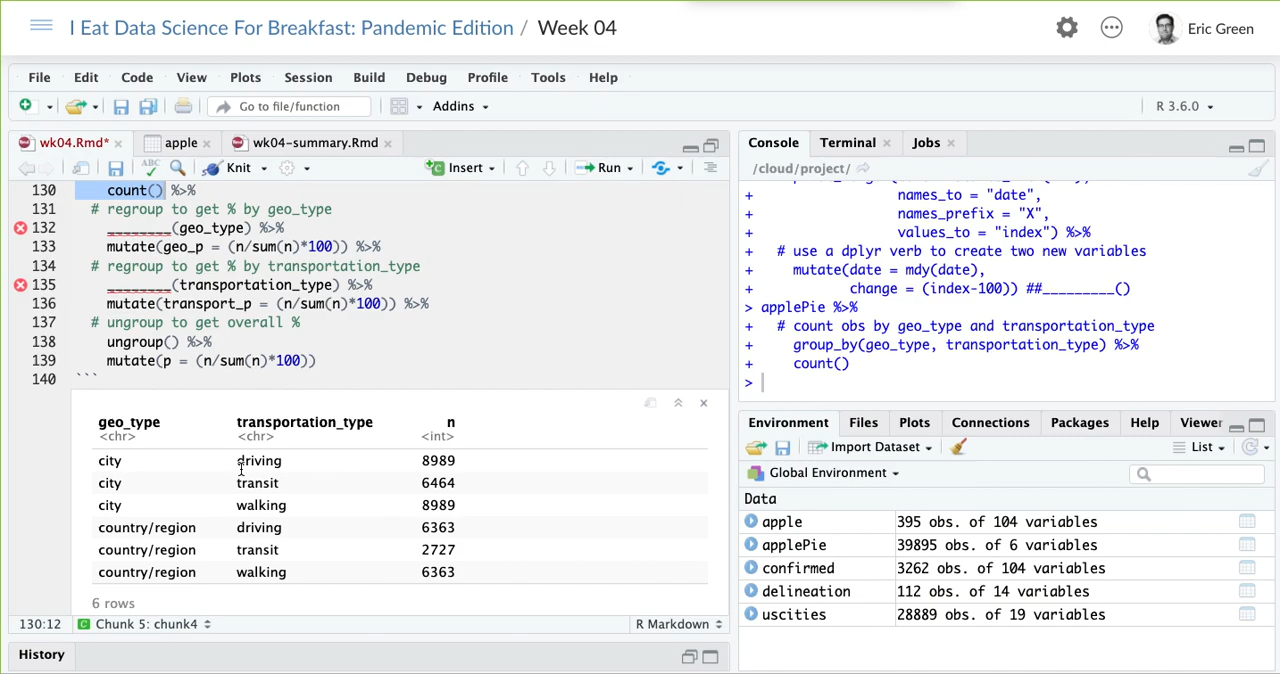 I Eat Data Science For Breakfast: Pandemic Edition / Week 04
Eric Green
File Edit Code View Plots Session Build Debug Profile Tools Help
Go to file/function Addins R 3.6.0
wk04.Rmd* apple wk04-summary.Rmd
ABC Knit Insert Run
130 count() %>%
131 # regroup to get % by geo_type
132 ________(geo_type) %>%
133 mutate(geo_p = (n/sum(n)*100)) %>%
134 # regroup to get % by transportation_type
135 ________(transportation_type) %>%
136 mutate(transport_p = (n/sum(n)*100)) %>%
137 # ungroup to get overall %
138 ungroup() %>%
139 mutate(p = (n/sum(n)*100))
140 ```
geo_type transportation_type n
<chr> <chr> <int>
city driving 8989
city transit 6464
city walking 8989
country/region driving 6363
country/region transit 2727
country/region walking 6363
6 rows
130:12 C Chunk 5: chunk4 R Markdown
History
Console Terminal Jobs
/cloud/project/
+ names_to = "date",
+ names_prefix = "X",
+ values_to = "index") %>%
+ # use a dplyr verb to create two new variables
+ mutate(date = mdy(date),
+ change = (index-100)) ##_________()
> applePie %>%
+ # count obs by geo_type and transportation_type
+ group_by(geo_type, transportation_type) %>%
+ count()
>
Environment Files Plots Connections Packages Help Viewer
Import Dataset List
Global Environment
Data
apple 395 obs. of 104 variables
applePie 39895 obs. of 6 variables
confirmed 3262 obs. of 104 variables
delineation 112 obs. of 14 variables
uscities 28889 obs. of 19 variables